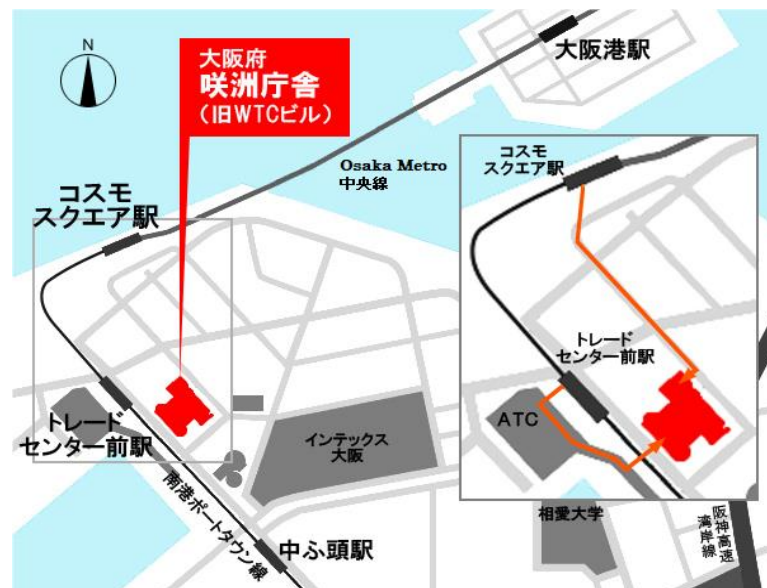 N
大阪府
咲洲庁舎
（旧WTCビル）
大阪港駅
Osaka Metro
中央線
コスモ
スクエア駅
コスモ
スクエア駅
トレード
センター前駅
ATC
トレード
センター前駅
インテックス
大阪
南港ポートタウン線
中ふ頭駅
相愛大学
阪神高速
湾岸線